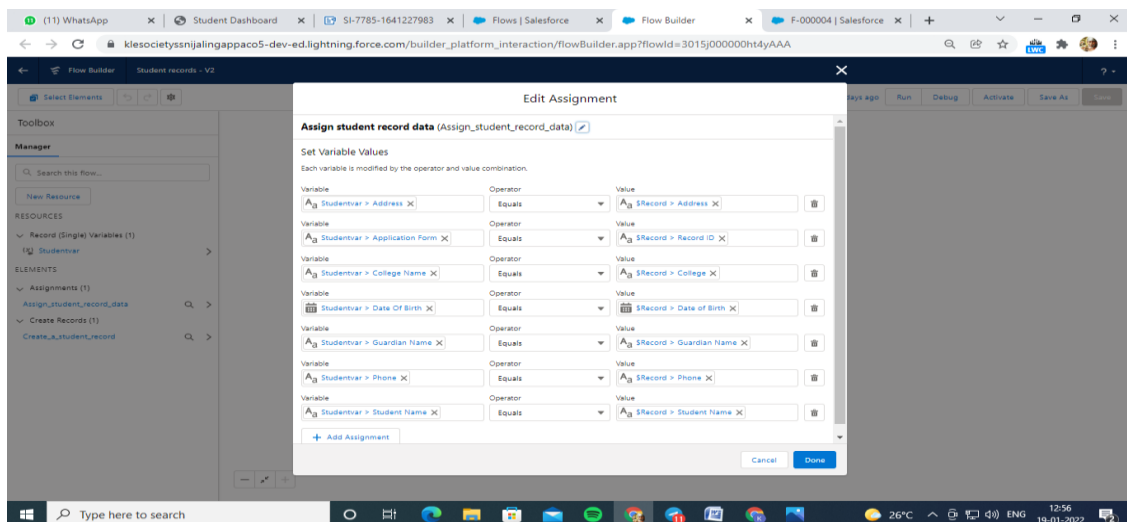 (11) WhatsApp
Student Dashboard
SI-7785-1641227983
Flows | Salesforce
Flow Builder
F-000004 | Salesforce
klesocietyssnijalingappaco5-dev-ed.lightning.force.com/builder_platform_interaction/flowBuilder.app?flowId=3015j000000ht4yAAA
LWC
Flow Builder Student records - V2 ?
Select Elements days ago Run Debug Activate Save As Save
Edit Assignment
Toolbox
Assign student record data (Assign_student_record_data)
Manager
Set Variable Values
Search this flow...
Each variable is modified by the operator and value combination.
New Resource
Variable Operator Value
Studentvar > Address Equals $Record > Address
RESOURCES
Variable Operator Value
Record (Single) Variables (1)
Studentvar > Application Form Equals $Record > Record ID
Studentvar
Variable Operator Value
ELEMENTS
Studentvar > College Name Equals $Record > College
Assignments (1)
Variable Operator Value
Assign_student_record_data
Studentvar > Date Of Birth Equals $Record > Date of Birth
Create Records (1)
Variable Operator Value
Create_a_student_record
Studentvar > Guardian Name Equals $Record > Guardian Name
Variable Operator Value
Studentvar > Phone Equals $Record > Phone
Variable Operator Value
Studentvar > Student Name Equals $Record > Student Name
+ Add Assignment
Cancel Done
Type here to search
26°C ENG 12:56
19-01-2022